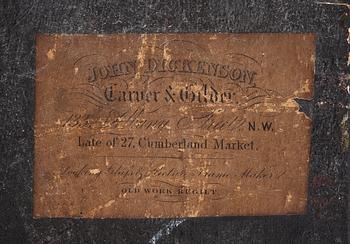 JOHN DICKENSON,
Carver & Gilder
133, Albany Street N.W.
Late of 27, Cumberland Market.
Looking Glass & Picture Frame Maker
OLD WORK REGILT.